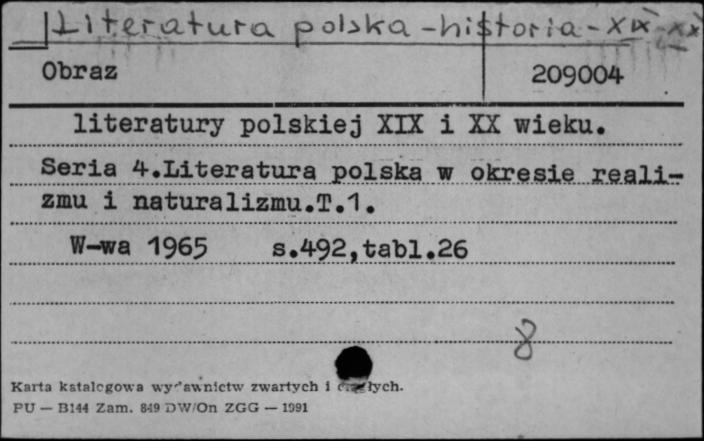 Literatura polska - historia - XIX - XX
Obraz 209004
literatury polskiej XIX i XX wieku.
Seria 4.Literatura polska w okresie reali-
zmu i naturalizmu.T.1.
W-wa 1965 s.492,tabl.26
8
Karta katalogowa wydawnictw zwartych i ciągłych.
PU — B144 Zam. 849 DW/On ZGG — 1991